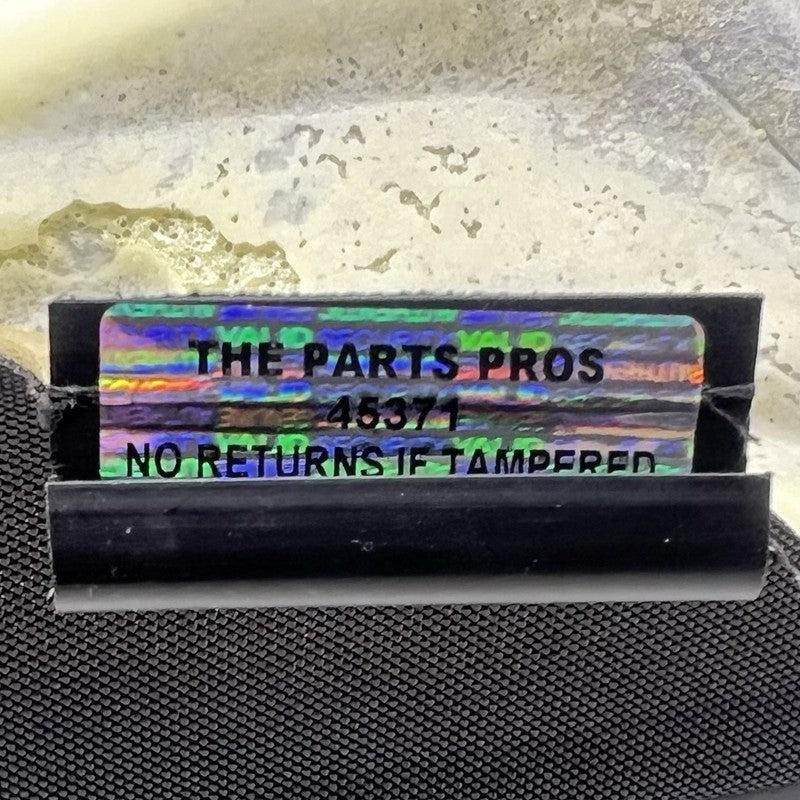 THE PARTS PROS
45371
NO RETURNS IF TAMPERED